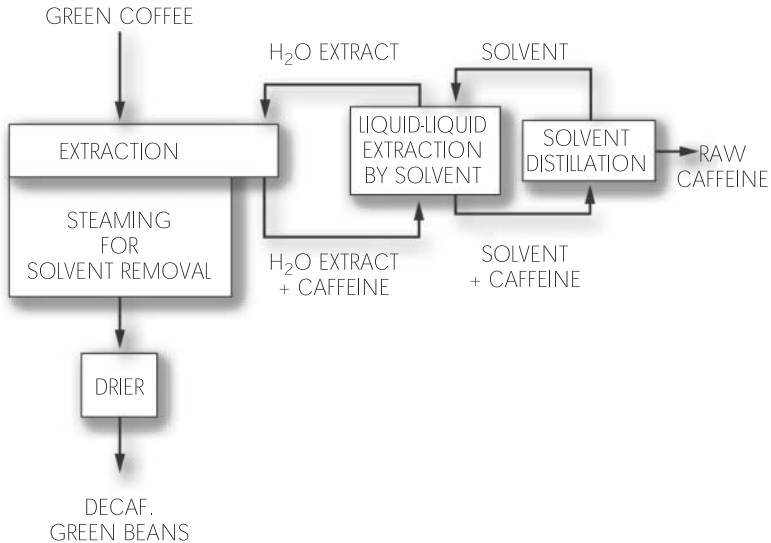 GREEN COFFEE
H₂O EXTRACT
SOLVENT
EXTRACTION
LIQUID-LIQUID
EXTRACTION
BY SOLVENT
SOLVENT
DISTILLATION
RAW
CAFFEINE
STEAMING
FOR
SOLVENT REMOVAL
H₂O EXTRACT
+ CAFFEINE
SOLVENT
+ CAFFEINE
DRIER
DECAF.
GREEN BEANS